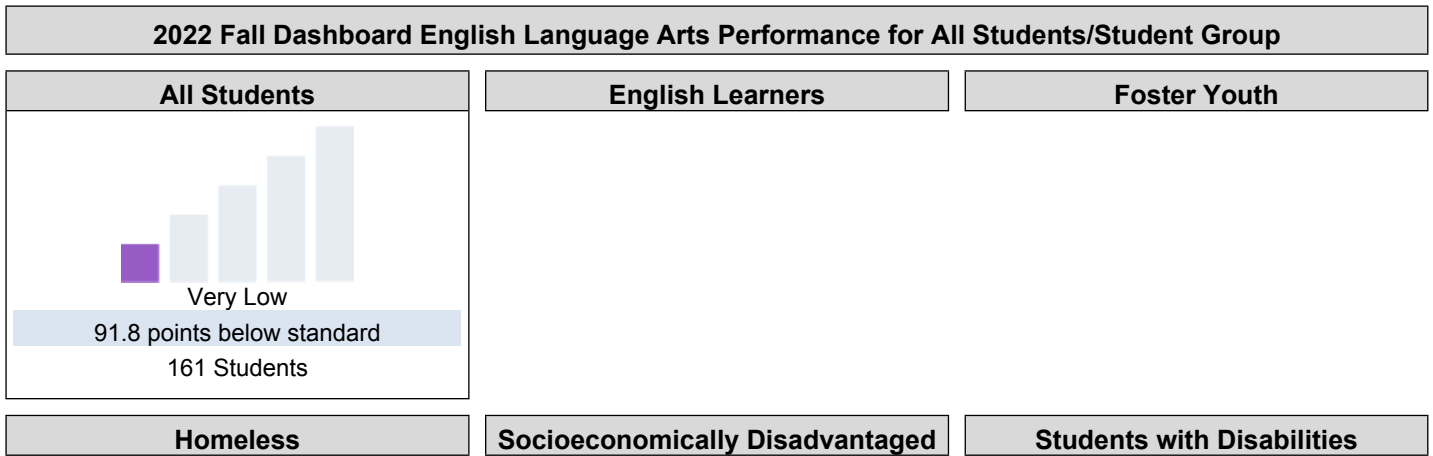 2022 Fall Dashboard English Language Arts Performance for All Students/Student Group
All Students
English Learners
Foster Youth
Very Low
91.8 points below standard
161 Students
Homeless
Socioeconomically Disadvantaged
Students with Disabilities